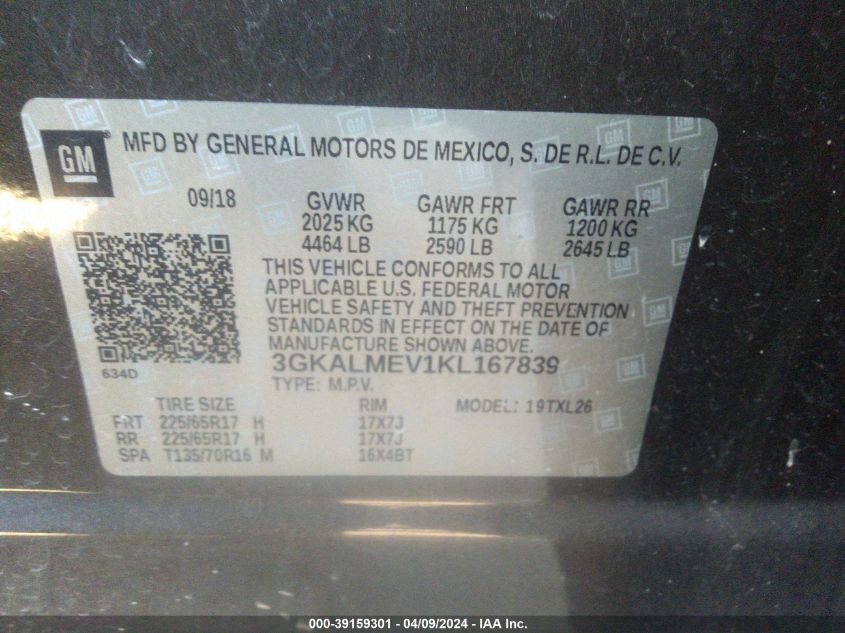 GM
MFD BY GENERAL MOTORS DE MEXICO, S. DE R.L. DE C.V.
09/18 GVWR GAWR FRT GAWR RR
2025 KG 1175 KG 1200 KG
4464 LB 2590 LB 2645 LB
THIS VEHICLE CONFORMS TO ALL
APPLICABLE U.S. FEDERAL MOTOR
VEHICLE SAFETY AND THEFT PREVENTION
STANDARDS IN EFFECT ON THE DATE OF
MANUFACTURE SHOWN ABOVE.
634D 3GKALMEV1KL167839
TYPE: M.P.V.
TIRE SIZE RIM MODEL: 19TXL26
FRT 225/65R17 H 17X7J
RR 225/65R17 H 17X7J
SPA T135/70R16 M 16X4BT
000-39159301 - 04/09/2024 - IAA Inc.